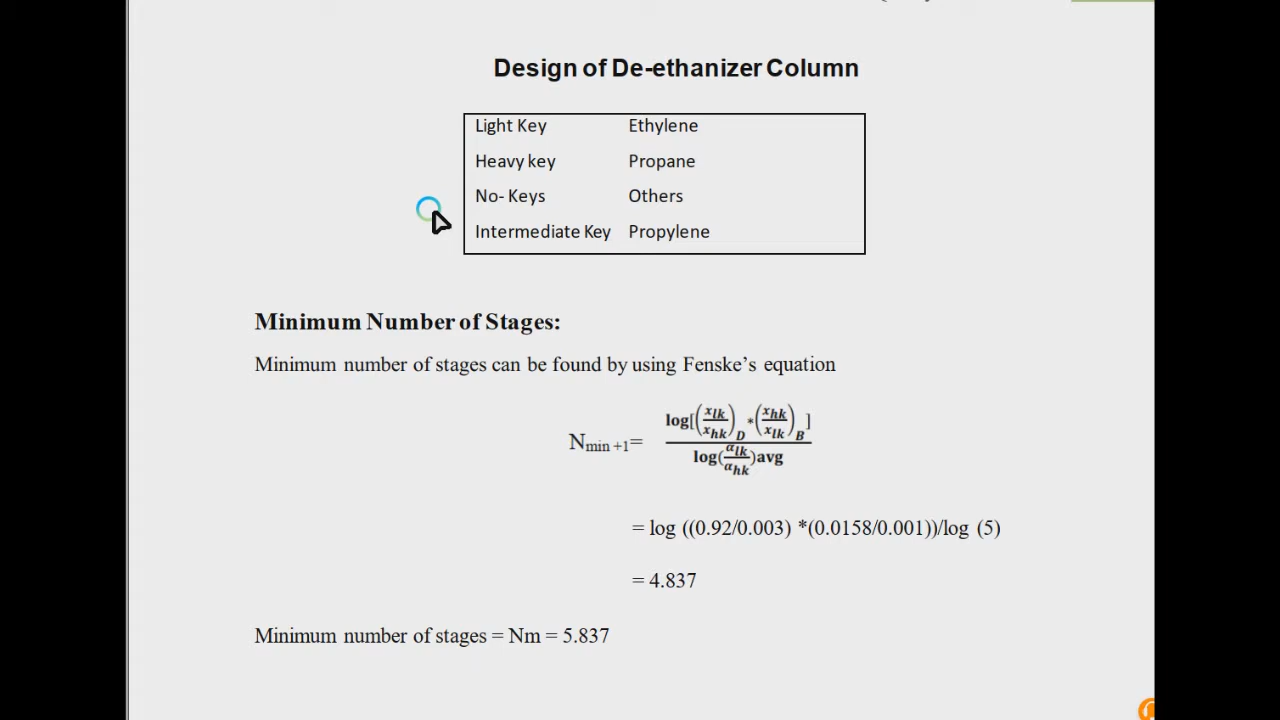 Design of De-ethanizer Column
Light Key Ethylene
Heavy key Propane
No- Keys Others
Intermediate Key Propylene
Minimum Number of Stages:
Minimum number of stages can be found by using Fenske’s equation
Nmin +1= log[(xlk/xhk)D *(xhk/xlk)B] / log(αlk/αhk)avg
= log ((0.92/0.003) *(0.0158/0.001))/log (5)
= 4.837
Minimum number of stages = Nm = 5.837